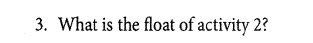 3. What is the float of activity 2?